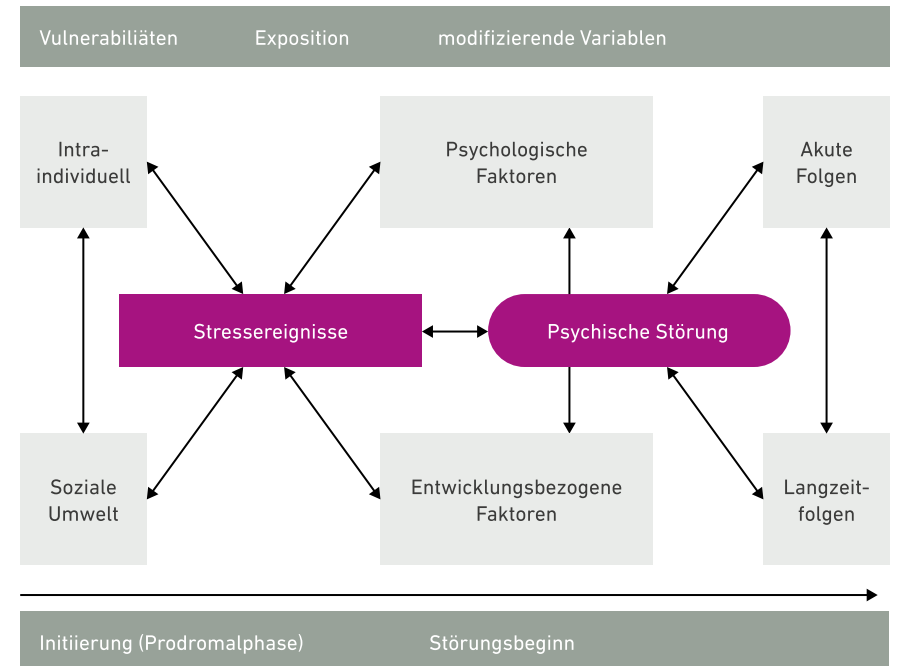 Vulnerabiliäten Exposition modifizierende Variablen
Intra-
individuell
Psychologische
Faktoren
Akute
Folgen
Stressereignisse
Psychische Störung
Soziale
Umwelt
Entwicklungsbezogene
Faktoren
Langzeit-
folgen
Initiierung (Prodromalphase) Störungsbeginn